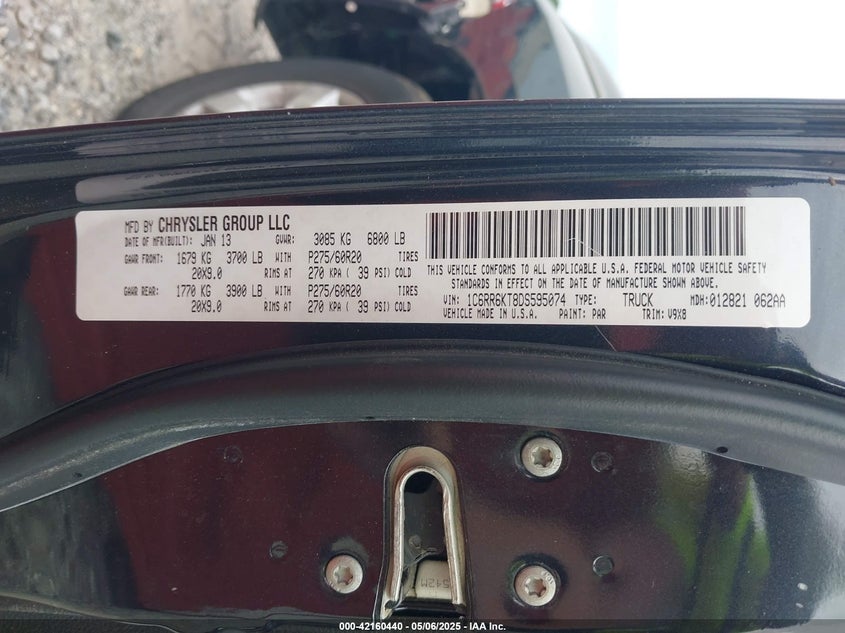 MFD BY CHRYSLER GROUP LLC
DATE OF MFR(BUILT): JAN 13 GVWR: 3085 KG 6800 LB
GAWR FRONT: 1679 KG 3700 LB WITH P275/60R20 TIRES
20X9.0 RIMS AT 270 KPA ( 39 PSI) COLD
GAWR REAR: 1770 KG 3900 LB WITH P275/60R20 TIRES
20X9.0 RIMS AT 270 KPA ( 39 PSI) COLD
THIS VEHICLE CONFORMS TO ALL APPLICABLE U.S.A. FEDERAL MOTOR VEHICLE SAFETY
STANDARDS IN EFFECT ON THE DATE OF MANUFACTURE SHOWN ABOVE.
VIN: 1C6RR6KT8DS595074 TYPE: TRUCK MDH: 012821 062AA
VEHICLE MADE IN U.S.A. PAINT: PAR TRIM: V9X8
000-42160440 - 05/06/2025 - IAA Inc.